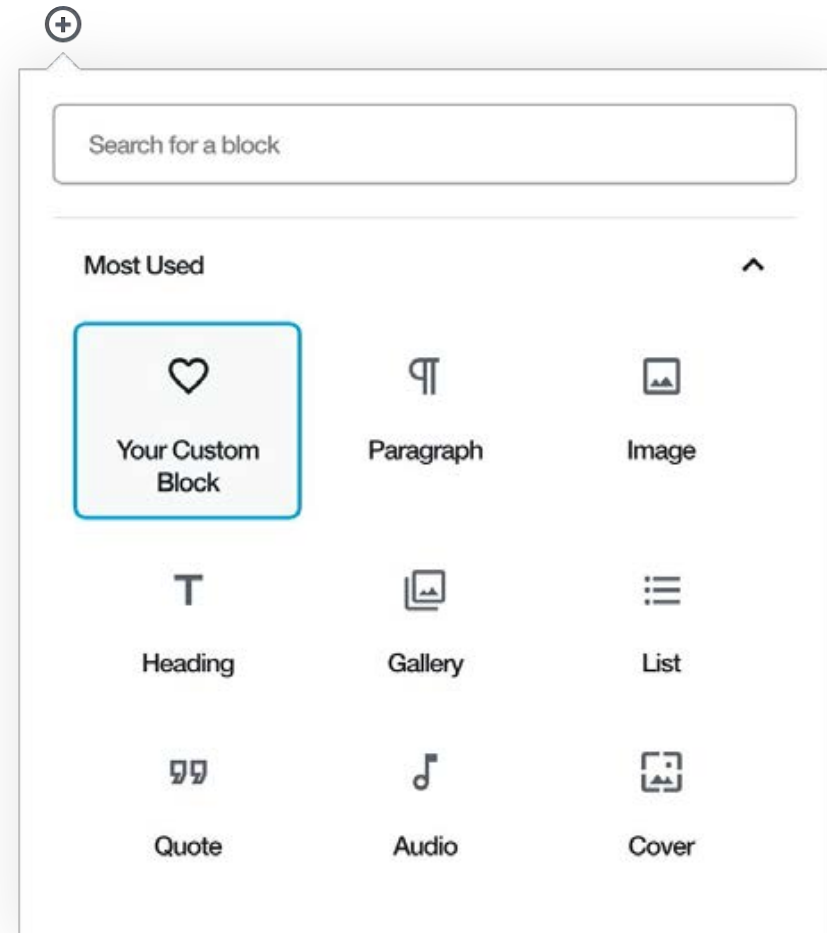 Search for a block
Most Used
Your Custom
Block
Paragraph
Image
Heading
Gallery
List
Quote
Audio
Cover